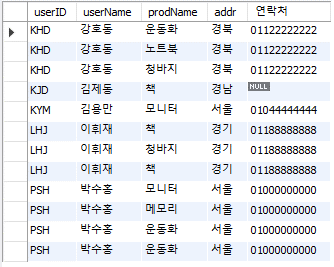 userID userName prodName addr 연락처
KHD 강호동 운동화 경북 01122222222
KHD 강호동 노트북 경북 01122222222
KHD 강호동 청바지 경북 01122222222
KJD 김제동 책 경남 NULL
KYM 김용만 모니터 서울 01044444444
LHJ 이휘재 책 경기 01188888888
LHJ 이휘재 청바지 경기 01188888888
LHJ 이휘재 책 경기 01188888888
PSH 박수홍 모니터 서울 01000000000
PSH 박수홍 메모리 서울 01000000000
PSH 박수홍 운동화 서울 01000000000
PSH 박수홍 운동화 서울 01000000000